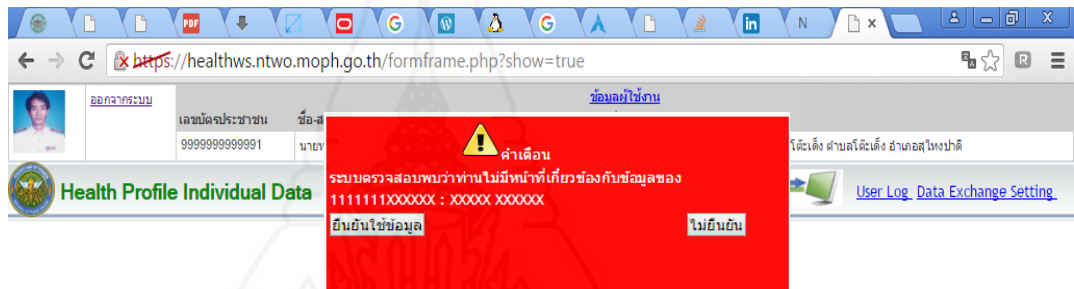 https://healthws.ntwo.moph.go.th/formframe.php?show=true
ออกจากระบบ
ข้อมูลผู้ใช้งาน
เลขบัตรประชาชน ชื่อ-ส
9999999999991 นาย
โต๊ะเด็ง ตำบลโต๊ะเด็ง อำเภอสุไหงปาดี
Health Profile Individual Data
User Log Data Exchange Setting
คำเตือน
ระบบตรวจสอบพบว่าท่านไม่มีหน้าที่เกี่ยวข้องกับข้อมูลของ
1111111XXXXXX : XXXXX XXXXXX
ยืนยันใช้ข้อมูล ไม่ยืนยัน